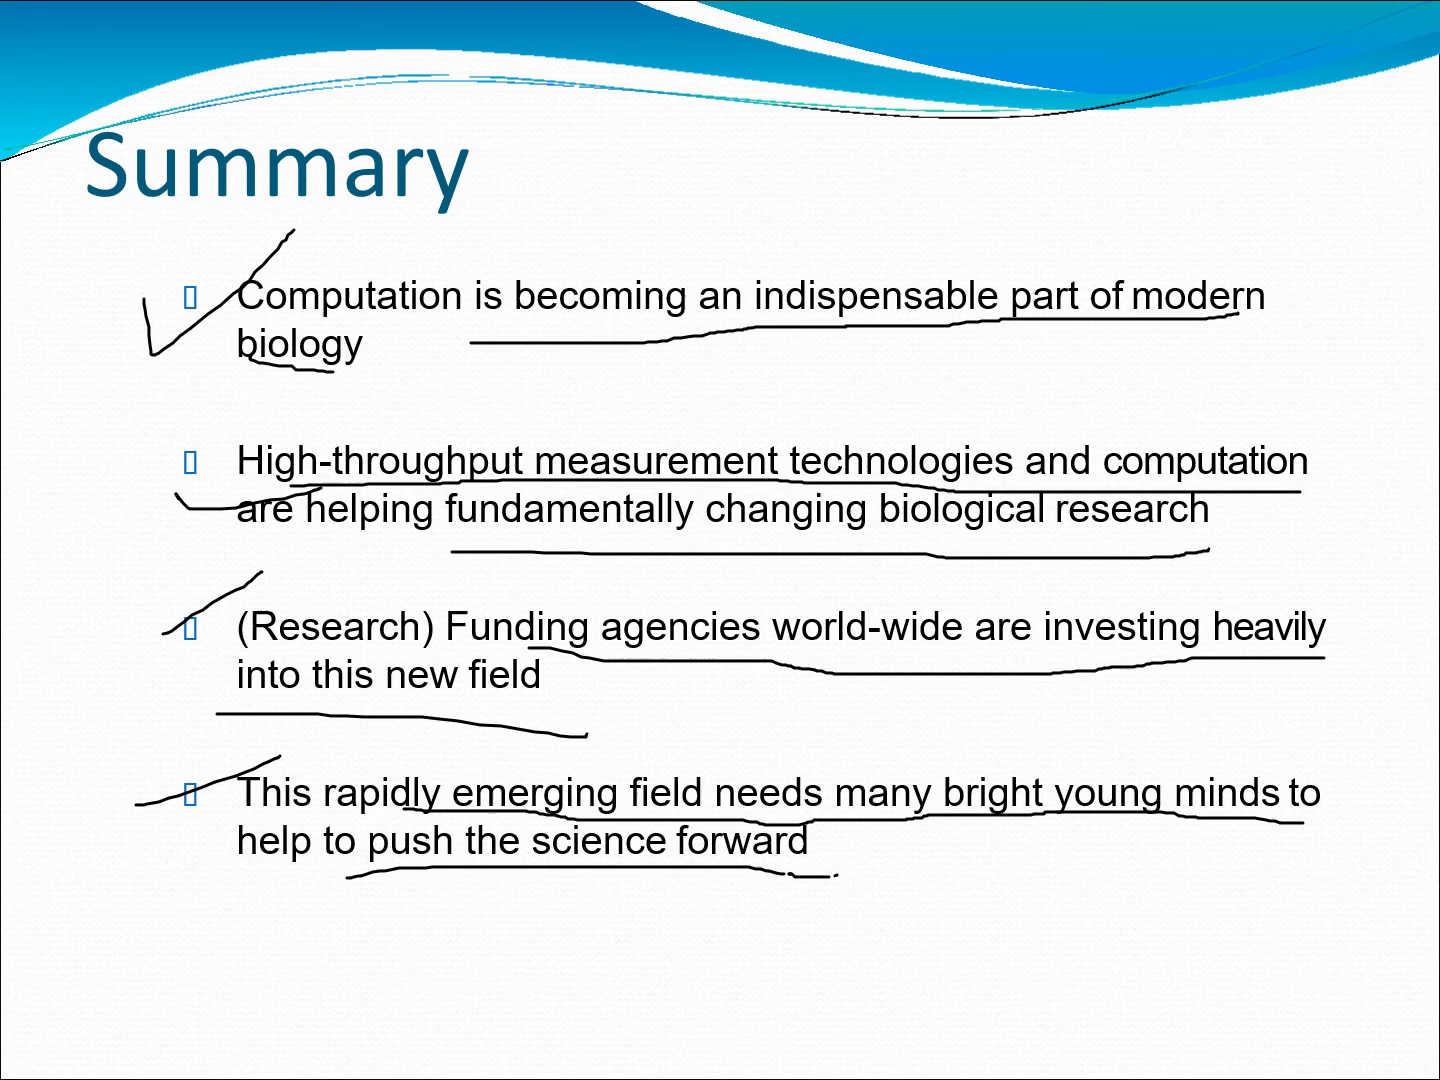 Summary
Computation is becoming an indispensable part of modern
biology
High-throughput measurement technologies and computation
are helping fundamentally changing biological research
(Research) Funding agencies world-wide are investing heavily
into this new field
This rapidly emerging field needs many bright young minds to
help to push the science forward